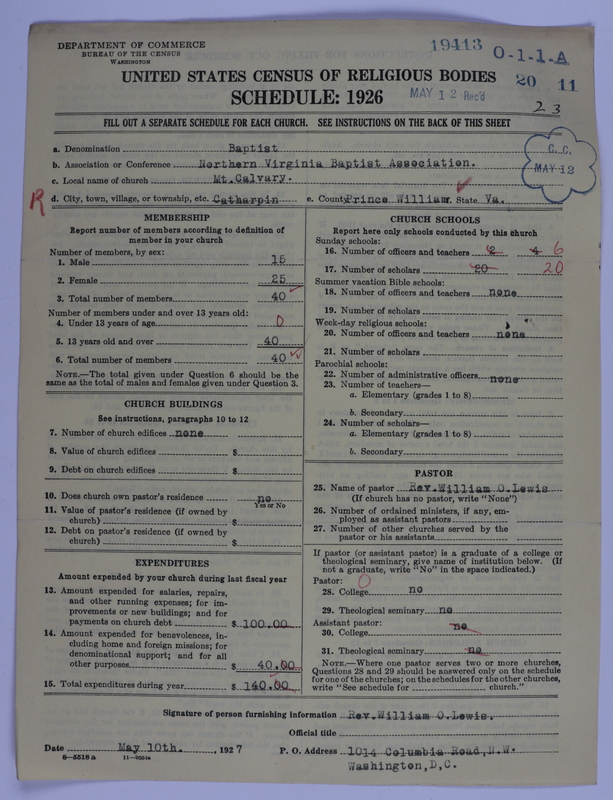 DEPARTMENT OF COMMERCE
BUREAU OF THE CENSUS
WASHINGTON
19413 O-1-1-A
20 11
UNITED STATES CENSUS OF RELIGIOUS BODIES
SCHEDULE: 1926
MAY 12 Rec'd
23
FILL OUT A SEPARATE SCHEDULE FOR EACH CHURCH. SEE INSTRUCTIONS ON THE BACK OF THIS SHEET
C. C.
MAY 12
a. Denomination Baptist
b. Association or Conference Northern Virginia Baptist Association.
c. Local name of church Mt.Calvary.
R d. City, town, village, or township, etc. Catharpin e. County Prince William. f. State Va.
MEMBERSHIP
Report number of members according to definition of
member in your church
Number of members, by sex:
1. Male 15
2. Female 25
3. Total number of members 40
Number of members under and over 13 years old:
4. Under 13 years of age 0
5. 13 years old and over 40
6. Total number of members 40
NOTE.—The total given under Question 6 should be
same as the total of males and females given under Question 3.
CHURCH BUILDINGS
See instructions, paragraphs 10 to 12
7. Number of church edifices none
8. Value of church edifices $
9. Debt on church edifices $
10. Does church own pastor's residence no
Yes or No
11. Value of pastor's residence (if owned by
church) $
12. Debt on pastor's residence (if owned by
church) $
EXPENDITURES
Amount expended by your church during last fiscal year
13. Amount expended for salaries, repairs,
and other running expenses; for im-
provements or new buildings; and for
payments on church debt $ 100.00
14. Amount expended for benevolences, in-
cluding home and foreign missions; for
denominational support; and for all
other purposes $ 40.00
15. Total expenditures during year $ 140.00
CHURCH SCHOOLS
Report here only schools conducted by this church
Sunday schools:
16. Number of officers and teachers 2 4 6
17. Number of scholars 20 20
Summer vacation Bible schools:
18. Number of officers and teachers none
19. Number of scholars
Week-day religious schools:
20. Number of officers and teachers none
21. Number of scholars
Parochial schools:
22. Number of administrative officers none
23. Number of teachers—
a. Elementary (grades 1 to 8)
b. Secondary
24. Number of scholars—
a. Elementary (grades 1 to 8)
b. Secondary
PASTOR
25. Name of pastor Rev.William O.Lewis
(If church has no pastor, write "None")
26. Number of ordained ministers, if any, em-
ployed as assistant pastors
27. Number of other churches served by the
pastor or his assistants
If pastor (or assistant pastor) is a graduate of a college or
theological seminary, give name of institution below. (If
not a graduate, write "No" in the space indicated.)
Pastor: 0
28. College no
29. Theological seminary no
Assistant pastor:
30. College no
31. Theological seminary no
NOTE.—Where one pastor serves two or more churches,
Questions 28 and 29 should be answered only on the schedule
for one of the churches; on the schedules for the other churches,
write "See schedule for church."
Signature of person furnishing information Rev.William O.Lewis.
Official title
Date May 10th. , 1927 P. O. Address 1014 Columbia Road,N.W.
8—5518 a Washington,D,C.